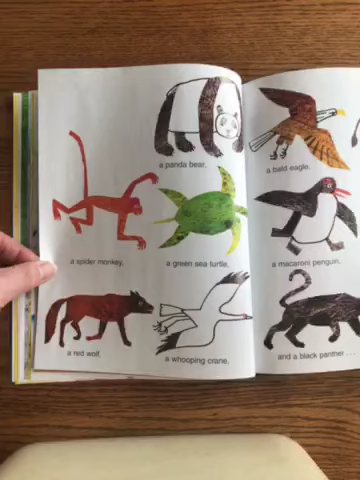 a panda bear,
a spider monkey,
a green sea turtle,
a red wolf,
a whooping crane,
a bald eagle,
a macaroni penguin,
and a black panther . . .